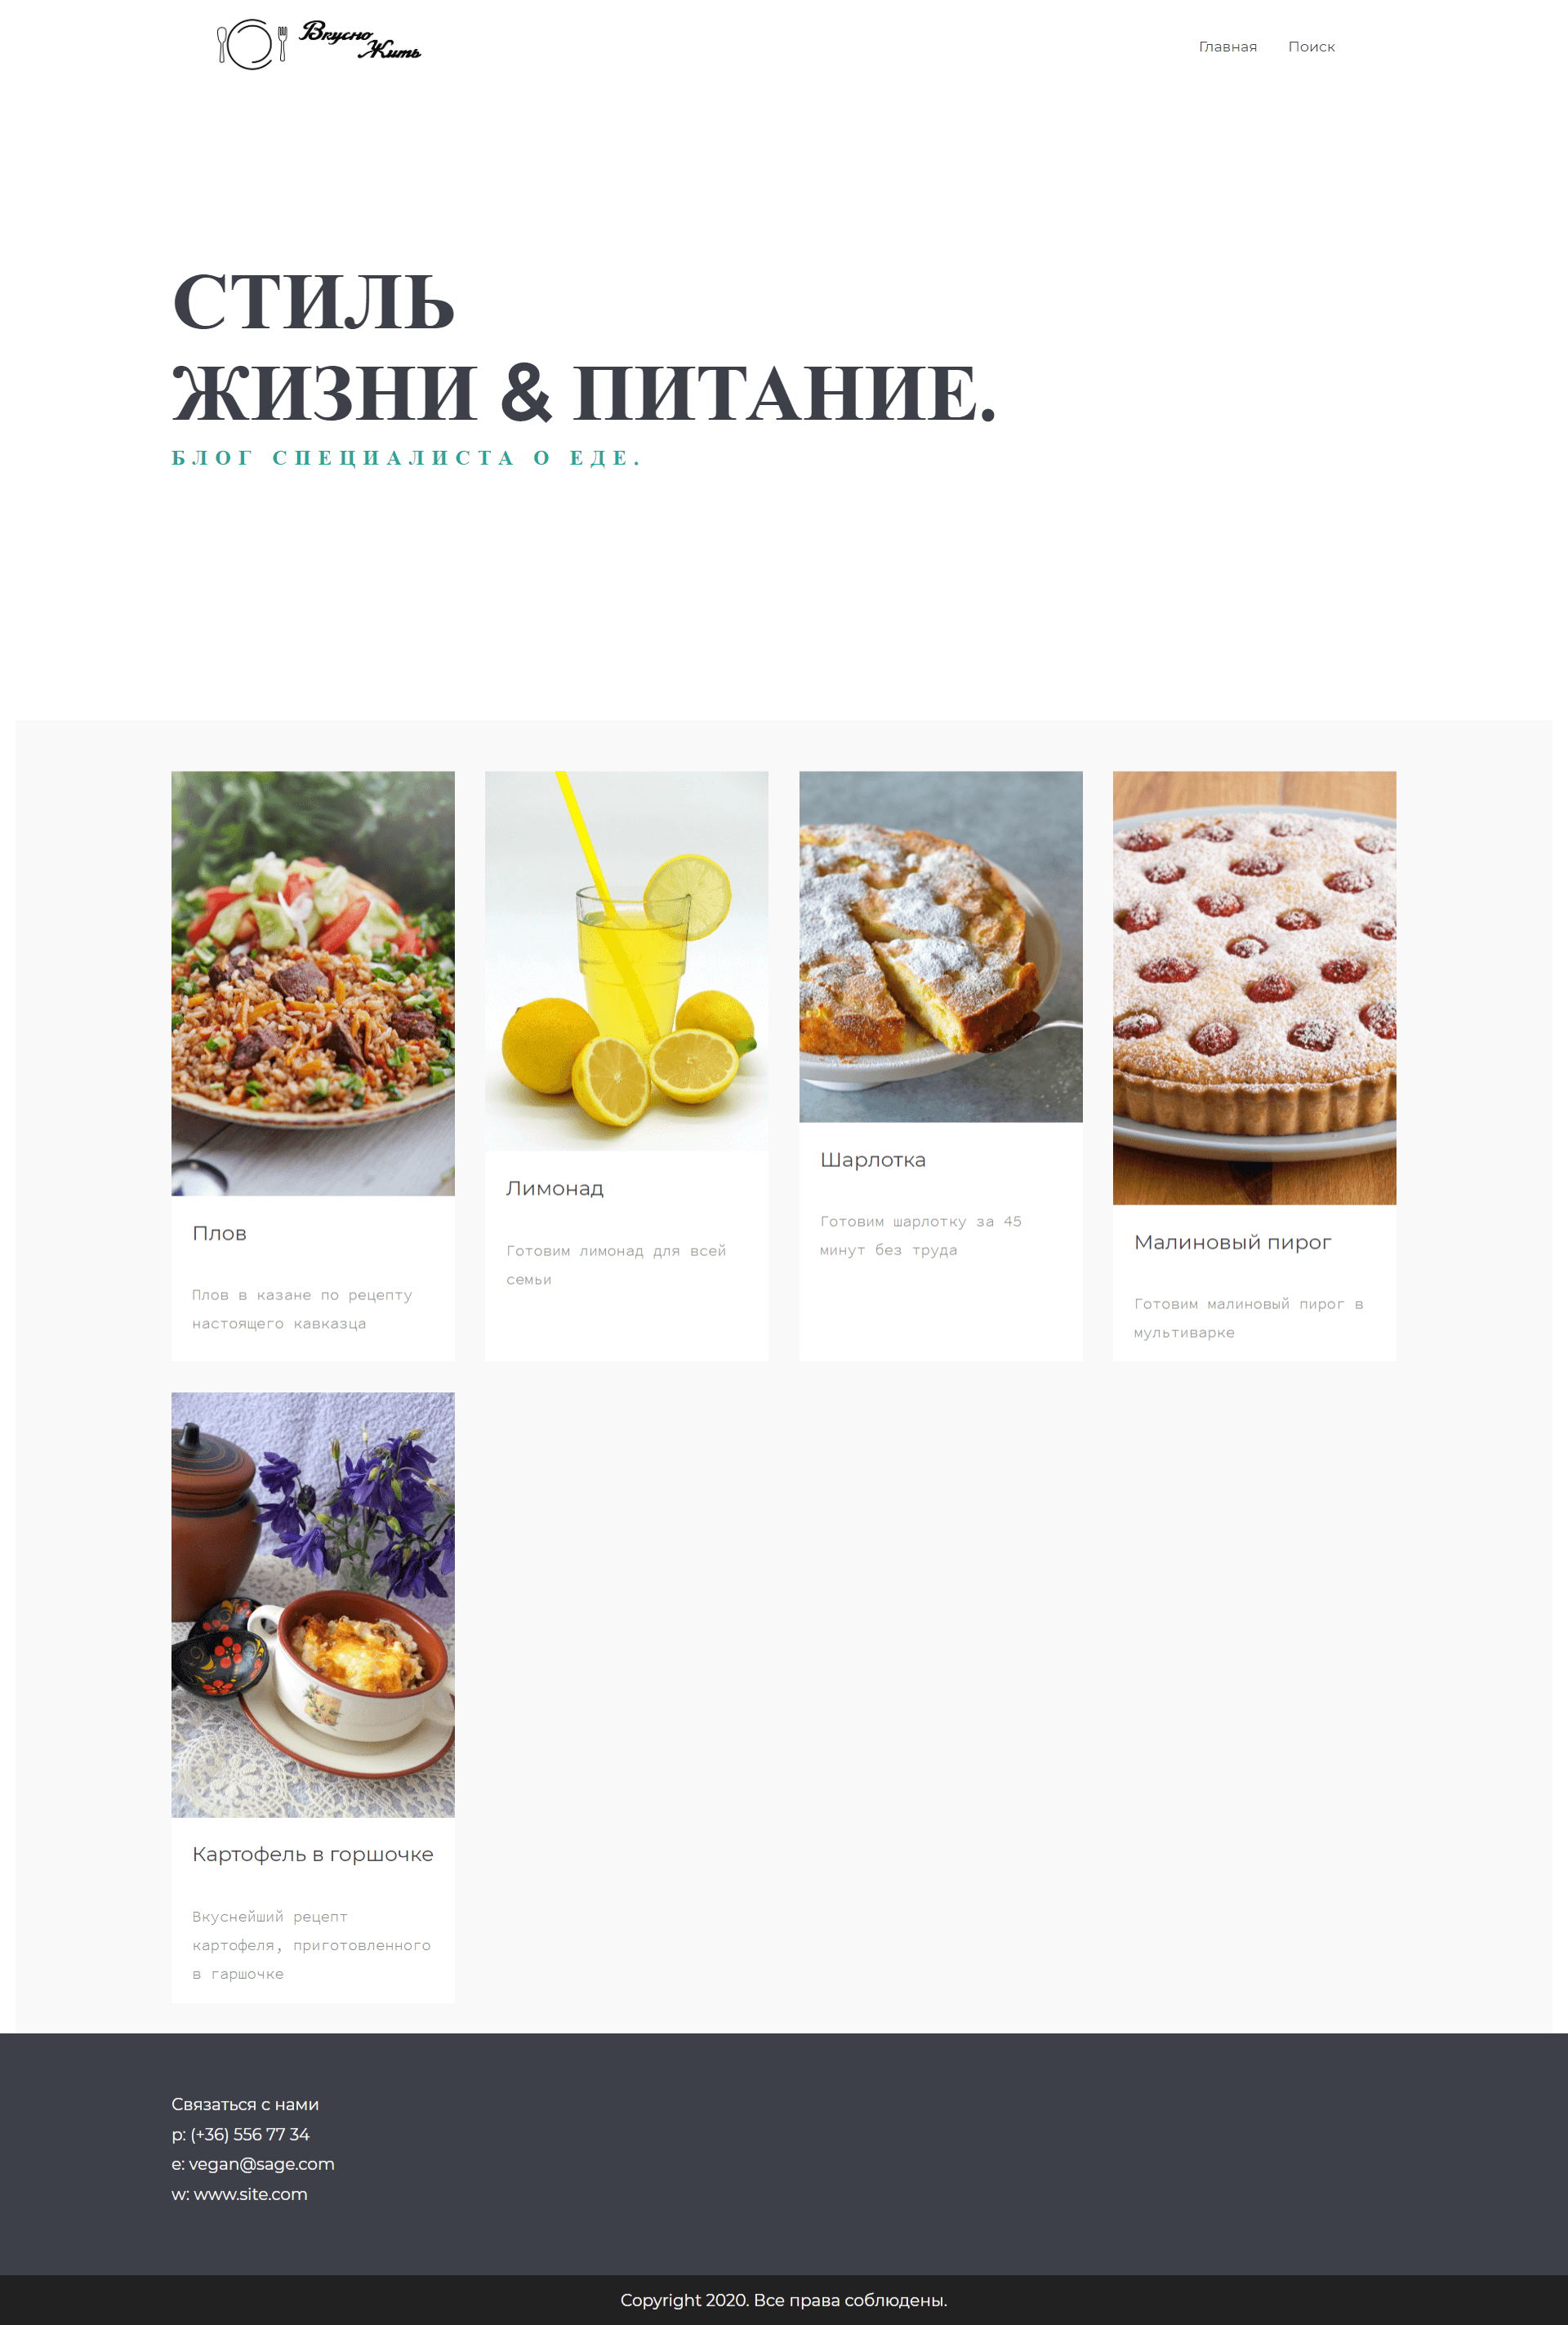 Вкусно
Жить
Главная
Поиск
СТИЛЬ
ЖИЗНИ & ПИТАНИЕ.
БЛОГ СПЕЦИАЛИСТА О ЕДЕ.
Плов
Плов в казане по рецепту
настоящего кавказца
Лимонад
Готовим лимонад для всей
семьи
Шарлотка
Готовим шарлотку за 45
минут без труда
Малиновый пирог
Готовим малиновый пирог в
мультиварке
Картофель в горшочке
Вкуснейший рецепт
картофеля, приготовленного
в гаршочке
Связаться с нами
p: (+36) 556 77 34
e: vegan@sage.com
w: www.site.com
Copyright 2020. Все права соблюдены.